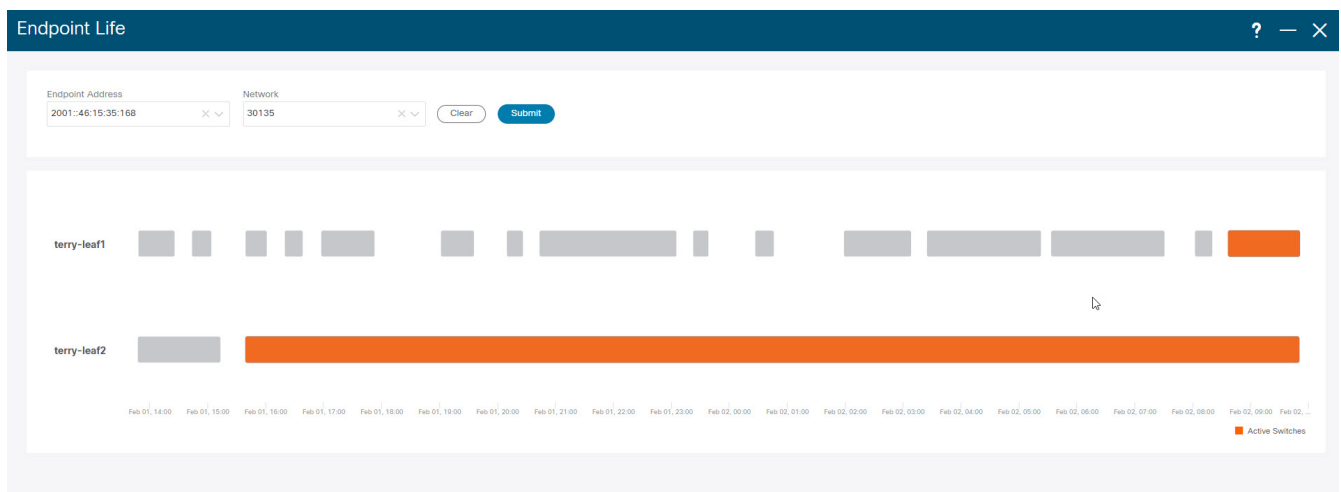 Endpoint Life ? — ×
Endpoint Address Network
2001::46:15:35:168 30135 Clear Submit
terry-leaf1
terry-leaf2
Feb 01, 14:00 Feb 01, 15:00 Feb 01, 16:00 Feb 01, 17:00 Feb 01, 18:00 Feb 01, 19:00 Feb 01, 20:00 Feb 01, 21:00 Feb 01, 22:00 Feb 01, 23:00 Feb 02, 00:00 Feb 02, 01:00 Feb 02, 02:00 Feb 02, 03:00 Feb 02, 04:00 Feb 02, 05:00 Feb 02, 06:00 Feb 02, 07:00 Feb 02, 08:00 Feb 02, 09:00 Feb 02, ...
Active Switches